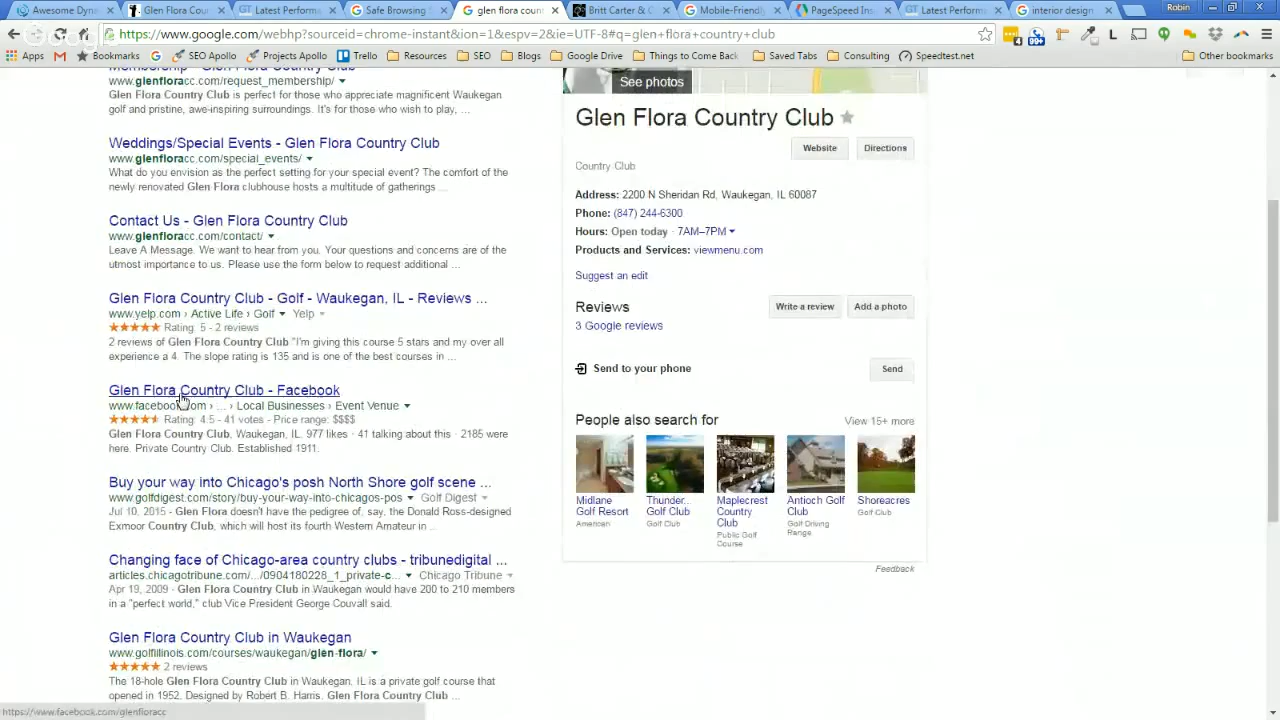 Awesome Dynami
Glen Flora Coun
Latest Performa
Safe Browsing
glen flora count
Britt Carter & C
Mobile-Friendly
PageSpeed Ins
Latest Performa
interior design
Robin
https://www.google.com/webhp?sourceid=chrome-instant&ion=1&espv=2&ie=UTF-8#q=glen+flora+country+club
Apps
Bookmarks
SEO Apollo
Projects Apollo
Trello
Resources
SEO
Blogs
Google Drive
Things to Come Back
Saved Tabs
Consulting
Speedtest.net
Other bookmarks
www.glenfloracc.com/request_membership/
Glen Flora Country Club is perfect for those who appreciate magnificent Waukegan
golf and pristine, awe-inspiring surroundings. It's for those who wish to play, ...
Weddings/Special Events - Glen Flora Country Club
www.glenfloracc.com/special_events/
What do you envision as the perfect setting for your special event? The comfort of the
newly renovated Glen Flora clubhouse hosts a multitude of gatherings ...
Contact Us - Glen Flora Country Club
www.glenfloracc.com/contact/
Leave A Message. We want to hear from you. Your questions and concerns are of the
utmost importance to us. Please use the form below to request additional ...
Glen Flora Country Club - Golf - Waukegan, IL - Reviews ...
www.yelp.com › Active Life › Golf Yelp
Rating: 5 - 2 reviews
2 reviews of Glen Flora Country Club "I'm giving this course 5 stars and my over all
experience a 4. The slope rating is 135 and is one of the best courses in ...
Glen Flora Country Club - Facebook
www.facebook.com › ... › Local Businesses › Event Venue
Rating: 4.5 - 41 votes - Price range: $$$$
Glen Flora Country Club, Waukegan, IL. 977 likes · 41 talking about this · 2185 were
here. Private Country Club. Established 1911.
Buy your way into Chicago's posh North Shore golf scene ...
www.golfdigest.com/story/buy-your-way-into-chicagos-pos Golf Digest
Jul 10, 2015 - Glen Flora doesn't have the pedigree of, say, the Donald Ross-designed
Exmoor Country Club, which will host its fourth Western Amateur in ...
Changing face of Chicago-area country clubs - tribunedigital ...
articles.chicagotribune.com/.../0904180228_1_private-c... Chicago Tribune
Apr 19, 2009 - Glen Flora Country Club in Waukegan would have 200 to 210 members
in a "perfect world," club Vice President George Couvall said.
Glen Flora Country Club in Waukegan
www.golfillinois.com/courses/waukegan/glen-flora/
2 reviews
The 18-hole Glen Flora Country Club in Waukegan, IL is a private golf course that
opened in 1952. Designed by Robert B. Harris, Glen Flora Country Club ...
https://www.facebook.com/glenfloracc
See photos
Glen Flora Country Club
Website
Directions
Country Club
Address: 2200 N Sheridan Rd, Waukegan, IL 60087
Phone: (847) 244-6300
Hours: Open today · 7AM–7PM
Products and Services: viewmenu.com
Suggest an edit
Reviews
Write a review
Add a photo
3 Google reviews
Send to your phone
Send
People also search for
View 15+ more
Midlane Golf Resort
American
Thunder... Golf Club
Golf Club
Maplecrest Country Club
Public Golf Course
Antioch Golf Club
Golf Driving Range
Shoreacres
Golf Club
Feedback